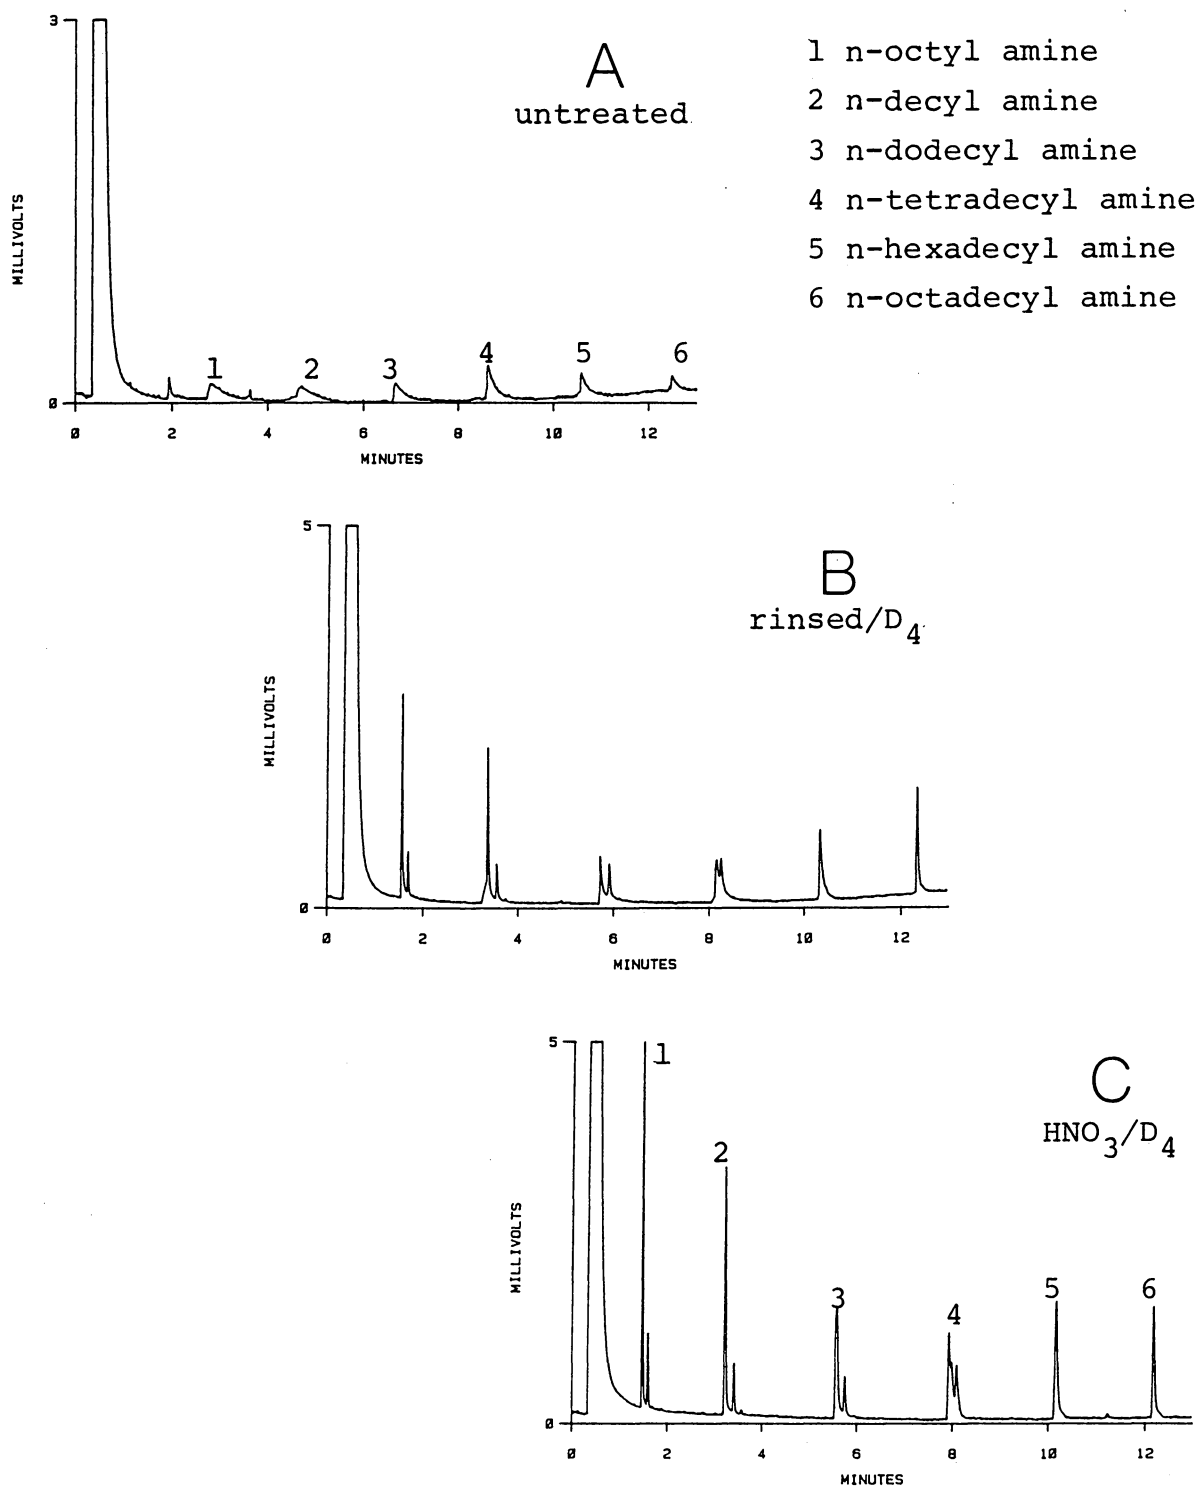 3
A
untreated
1 n-octyl amine
2 n-decyl amine
3 n-dodecyl amine
4 n-tetradecyl amine
5 n-hexadecyl amine
6 n-octadecyl amine
MILLIVOLTS
1 2 3 4 5 6
0
0 2 4 6 8 10 12
MINUTES
5
B
rinsed/D4
MILLIVOLTS
0
0 2 4 6 8 10 12
MINUTES
5
1
C
HNO3/D4
2
MILLIVOLTS
3 4 5 6
0
0 2 4 6 8 10 12
MINUTES